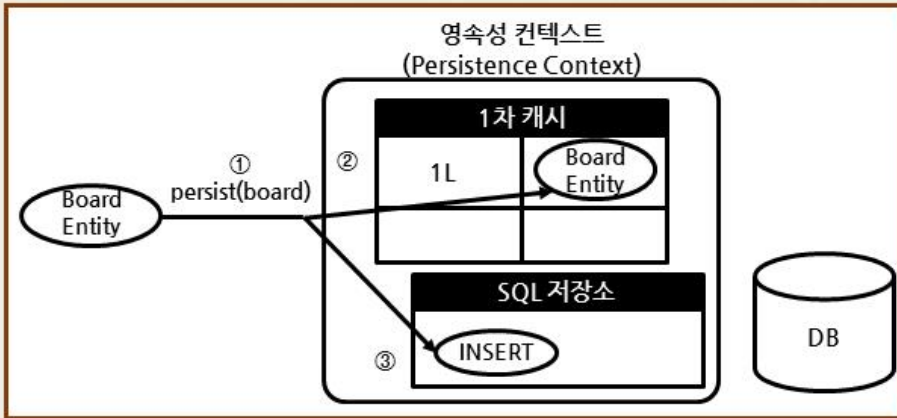 영속성 컨텍스트
(Persistence Context)
1차 캐시
①
persist(board)
②
1L
Board
Entity
Board
Entity
SQL 저장소
③
INSERT
DB